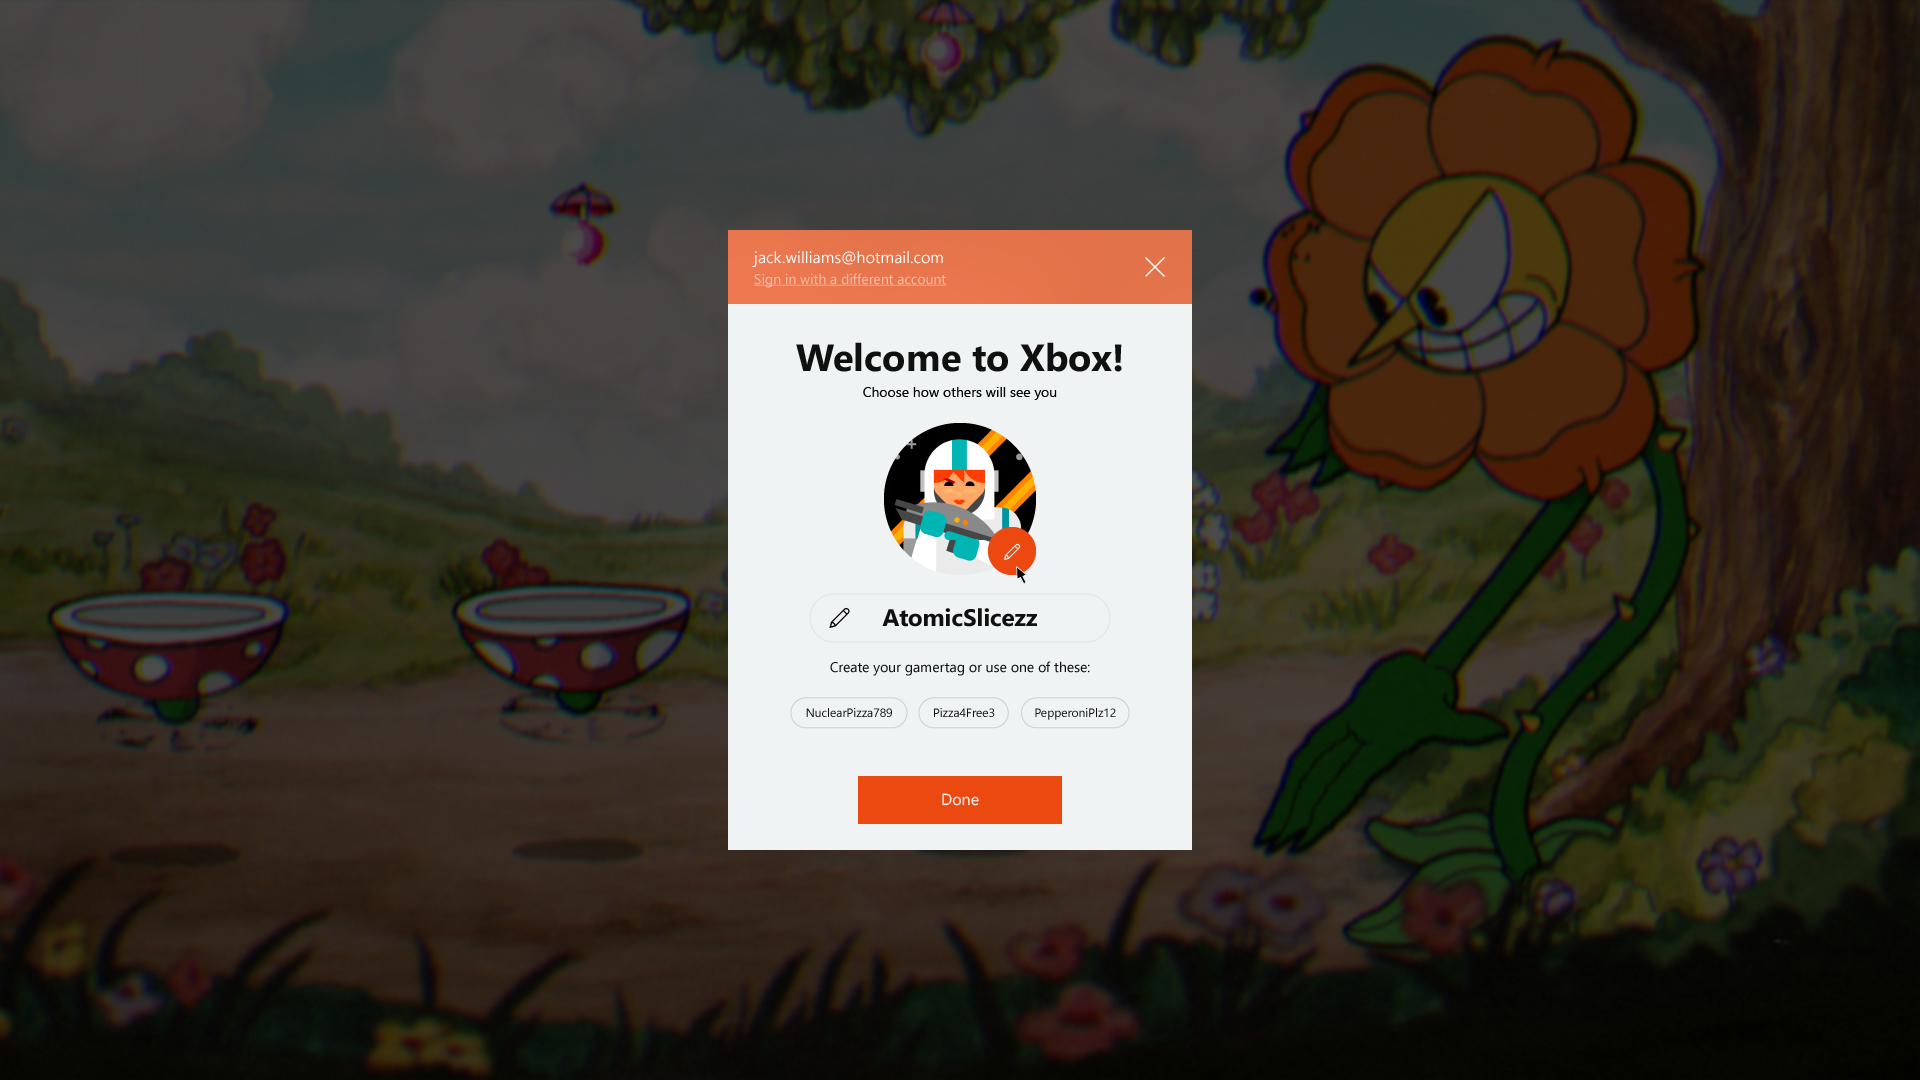 jack.williams@hotmail.com
Sign in with a different account
Welcome to Xbox!
Choose how others will see you
AtomicSlicezz
Create your gamertag or use one of these:
NuclearPizza789 Pizza4Free3 PepperoniPlz12
Done